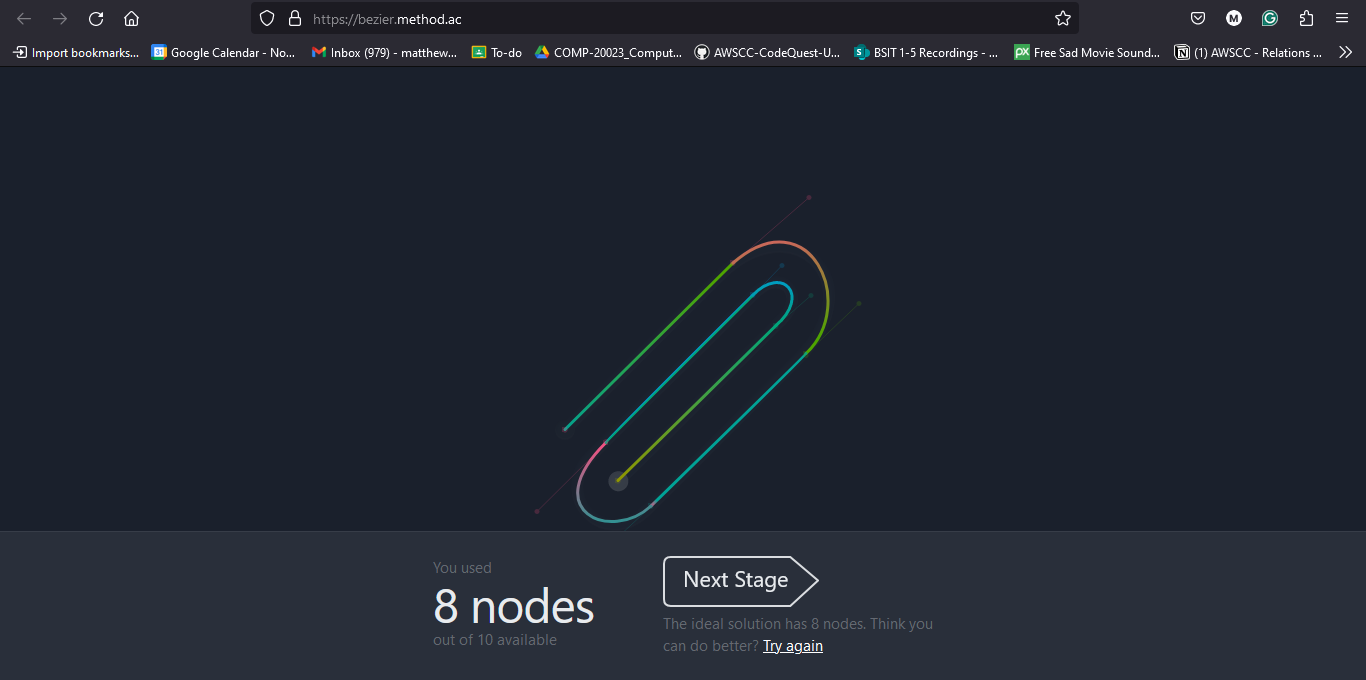 https://bezier.method.ac
M
G
Import bookmarks...
31
Google Calendar - No...
Inbox (979) - matthew...
To-do
COMP-20023_Comput...
AWSCC-CodeQuest-U...
S
BSIT 1-5 Recordings - ...
px
Free Sad Movie Sound...
N
(1) AWSCC - Relations ...
You used
8 nodes
out of 10 available
Next Stage
The ideal solution has 8 nodes. Think you
can do better? Try again